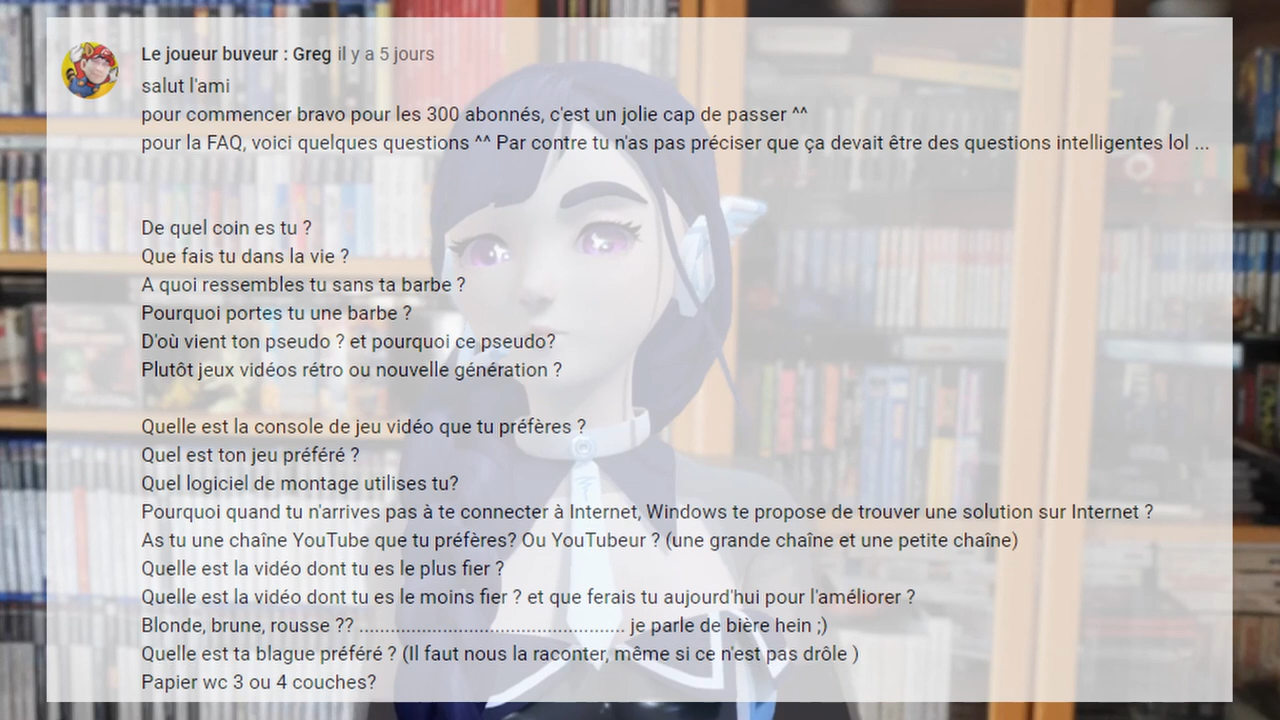 Le joueur buveur : Greg il y a 5 jours
salut l'ami
pour commencer bravo pour les 300 abonnés, c'est un jolie cap de passer ^^
pour la FAQ, voici quelques questions ^^ Par contre tu n'as pas préciser que ça devait être des questions intelligentes lol ...
De quel coin es tu ?
Que fais tu dans la vie ?
A quoi ressembles tu sans ta barbe ?
Pourquoi portes tu une barbe ?
D'où vient ton pseudo ? et pourquoi ce pseudo?
Plutôt jeux vidéos rétro ou nouvelle génération ?
Quelle est la console de jeu vidéo que tu préfères ?
Quel est ton jeu préféré ?
Quel logiciel de montage utilises tu?
Pourquoi quand tu n'arrives pas à te connecter à Internet, Windows te propose de trouver une solution sur Internet ?
As tu une chaîne YouTube que tu préfères? Ou YouTubeur ? (une grande chaîne et une petite chaîne)
Quelle est la vidéo dont tu es le plus fier ?
Quelle est la vidéo dont tu es le moins fier ? et que ferais tu aujourd'hui pour l'améliorer ?
Blonde, brune, rousse ?? ................................................... je parle de bière hein ;)
Quelle est ta blague préféré ? (Il faut nous la raconter, même si ce n'est pas drôle )
Papier wc 3 ou 4 couches?